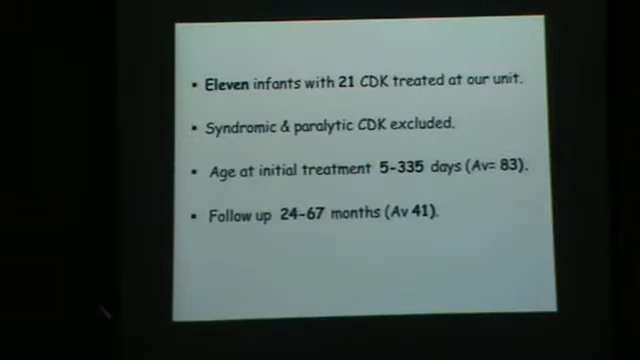 ▪ Eleven infants with 21 CDK treated at our unit.
▪ Syndromic & paralytic CDK excluded.
▪ Age at initial treatment 5-335 days (Av= 83).
▪ Follow up 24-67 months (Av 41).